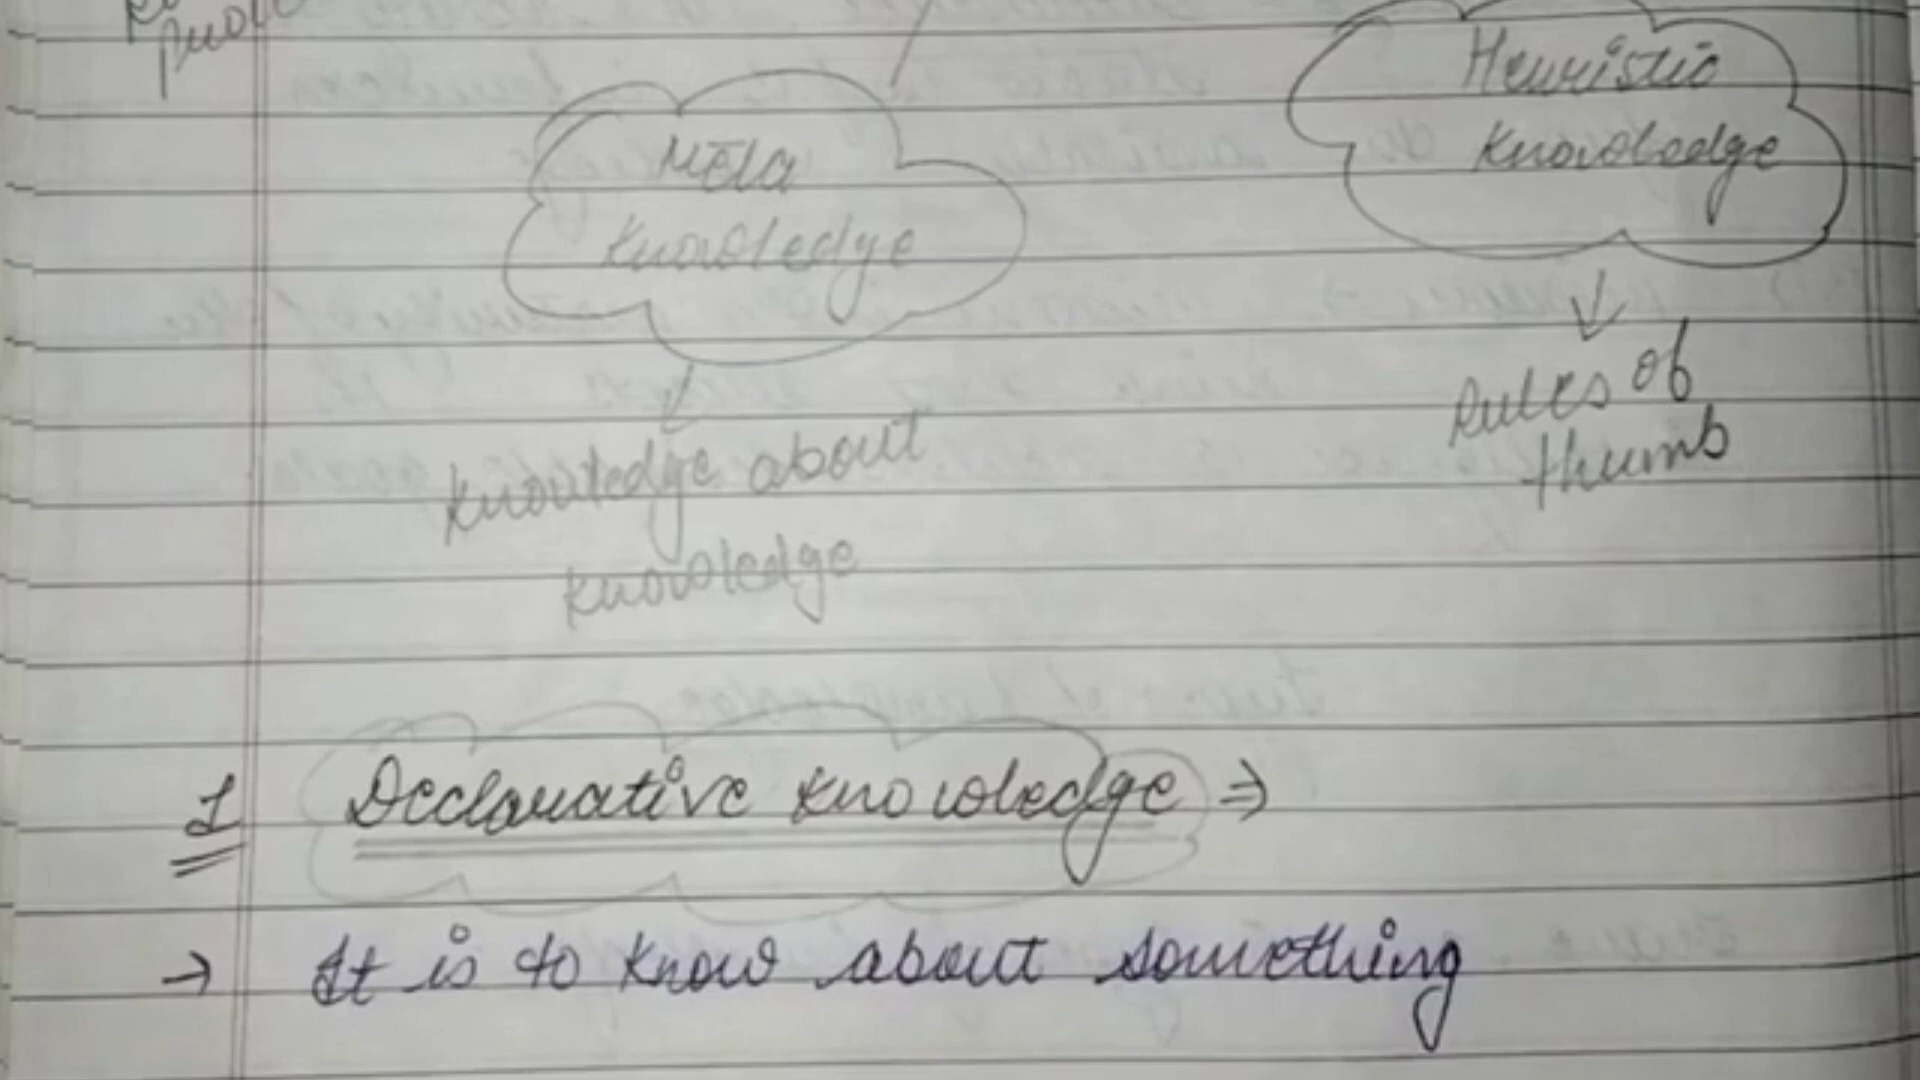 Heuristic
Knowledge
Meta
Knowledge
Rules of
thumb
Knowledge about
knowledge
1 Declarative Knowledge ⇒
→ It is to know about something